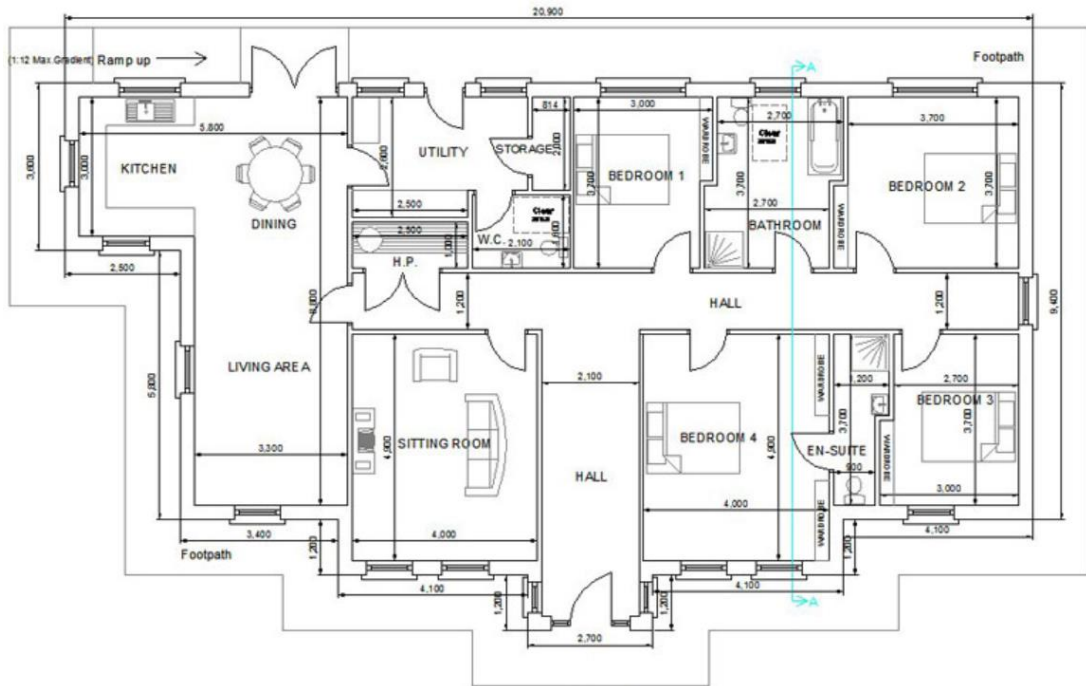 20,900
(1:12 Max.Gradient) Ramp up
Footpath
A
814
3,000
2,700
3,700
5,800
Clear
area
WARDROBE
3,600
3,000
KITCHEN
UTILITY
STORAGE
2,000
2,600
BEDROOM 1
3,700
3,700
BEDROOM 2
3,700
DINING
2,500
Clear
area
2,700
BATHROOM
WARDROBE
2,500
W.C.
2,100
1,000
H.P.
2,500
1,200
HALL
1,200
9,400
8,800
5,800
LIVING AREA
2,100
WARDROBE
1,200
2,700
BEDROOM 3
SITTING ROOM
4,900
BEDROOM 4
4,900
3,700
EN-SUITE
3,700
3,300
HALL
900
WARDROBE
3,000
4,000
4,000
WARDROBE
3,400
1,200
4,100
Footpath
1,200
4,100
1,200
4,100
1,200
A
2,700